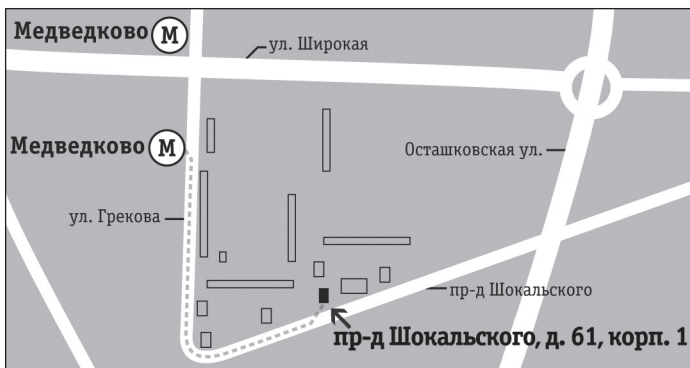 Медведково М
ул. Широкая
Медведково М
Осташковская ул.
ул. Грекова
пр-д Шокальского
пр-д Шокальского, д. 61, корп. 1